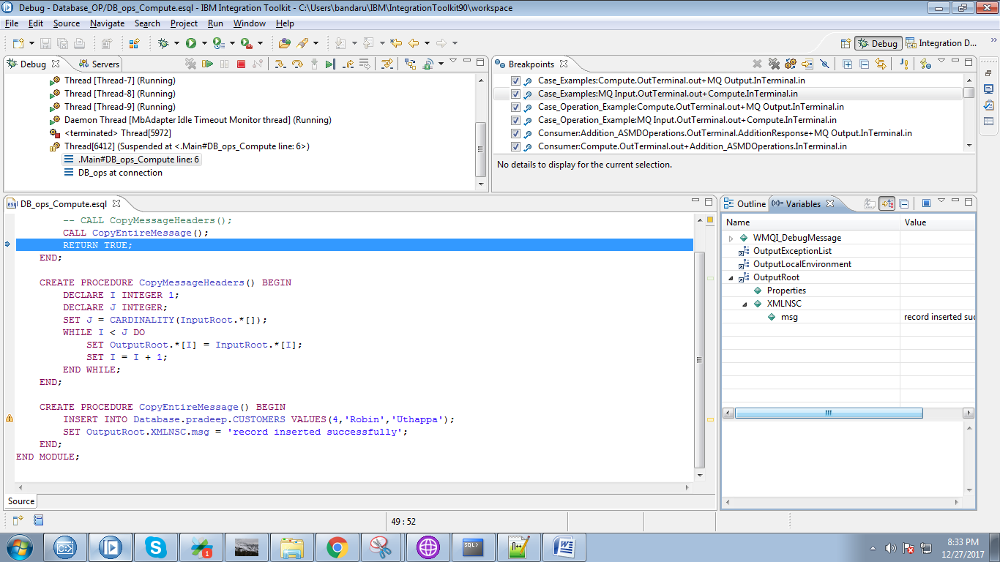 Debug - Database_OP/DB_ops_Compute.esql - IBM Integration Toolkit - C:\Users\bandaru\IBM\IntegrationToolkit90\workspace
File Edit Source Navigate Search Project Run Window Help
Debug Integration D...
Debug Servers
Thread [Thread-7] (Running)
Thread [Thread-8] (Running)
Thread [Thread-9] (Running)
Daemon Thread [MbAdapter Idle Timeout Monitor thread] (Running)
<terminated> Thread[5972]
Thread[6412] (Suspended at <.Main#DB_ops_Compute line: 6>)
.Main#DB_ops_Compute line: 6
DB_ops at connection
Breakpoints
Case_Examples:Compute.OutTerminal.out+MQ Output.InTerminal.in
Case_Examples:MQ Input.OutTerminal.out+Compute.InTerminal.in
Case_Operation_Example:Compute.OutTerminal.out+MQ Output.InTerminal.in
Case_Operation_Example:MQ Input.OutTerminal.out+Compute.InTerminal.in
Consumer:Addition_ASMDOperations.OutTerminal.AdditionResponse+MQ Output.InTerminal.in
Consumer:Compute.OutTerminal.out+Addition_ASMDOperations.InTerminal.in
No details to display for the current selection.
DB_ops_Compute.esql
-- CALL CopyMessageHeaders();
CALL CopyEntireMessage();
RETURN TRUE;
END;
CREATE PROCEDURE CopyMessageHeaders() BEGIN
DECLARE I INTEGER 1;
DECLARE J INTEGER;
SET J = CARDINALITY(InputRoot.*[]);
WHILE I < J DO
SET OutputRoot.*[I] = InputRoot.*[I];
SET I = I + 1;
END WHILE;
END;
CREATE PROCEDURE CopyEntireMessage() BEGIN
INSERT INTO Database.pradeep.CUSTOMERS VALUES(4,'Robin','Uthappa');
SET OutputRoot.XMLNSC.msg = 'record inserted successfully';
END;
END MODULE;
Source
Outline (x)= Variables
Name Value
WMQI_DebugMessage
OutputExceptionList
OutputLocalEnvironment
OutputRoot
Properties
XMLNSC
msg record inserted suc
49 : 52
SQL>
8:33 PM
12/27/2017